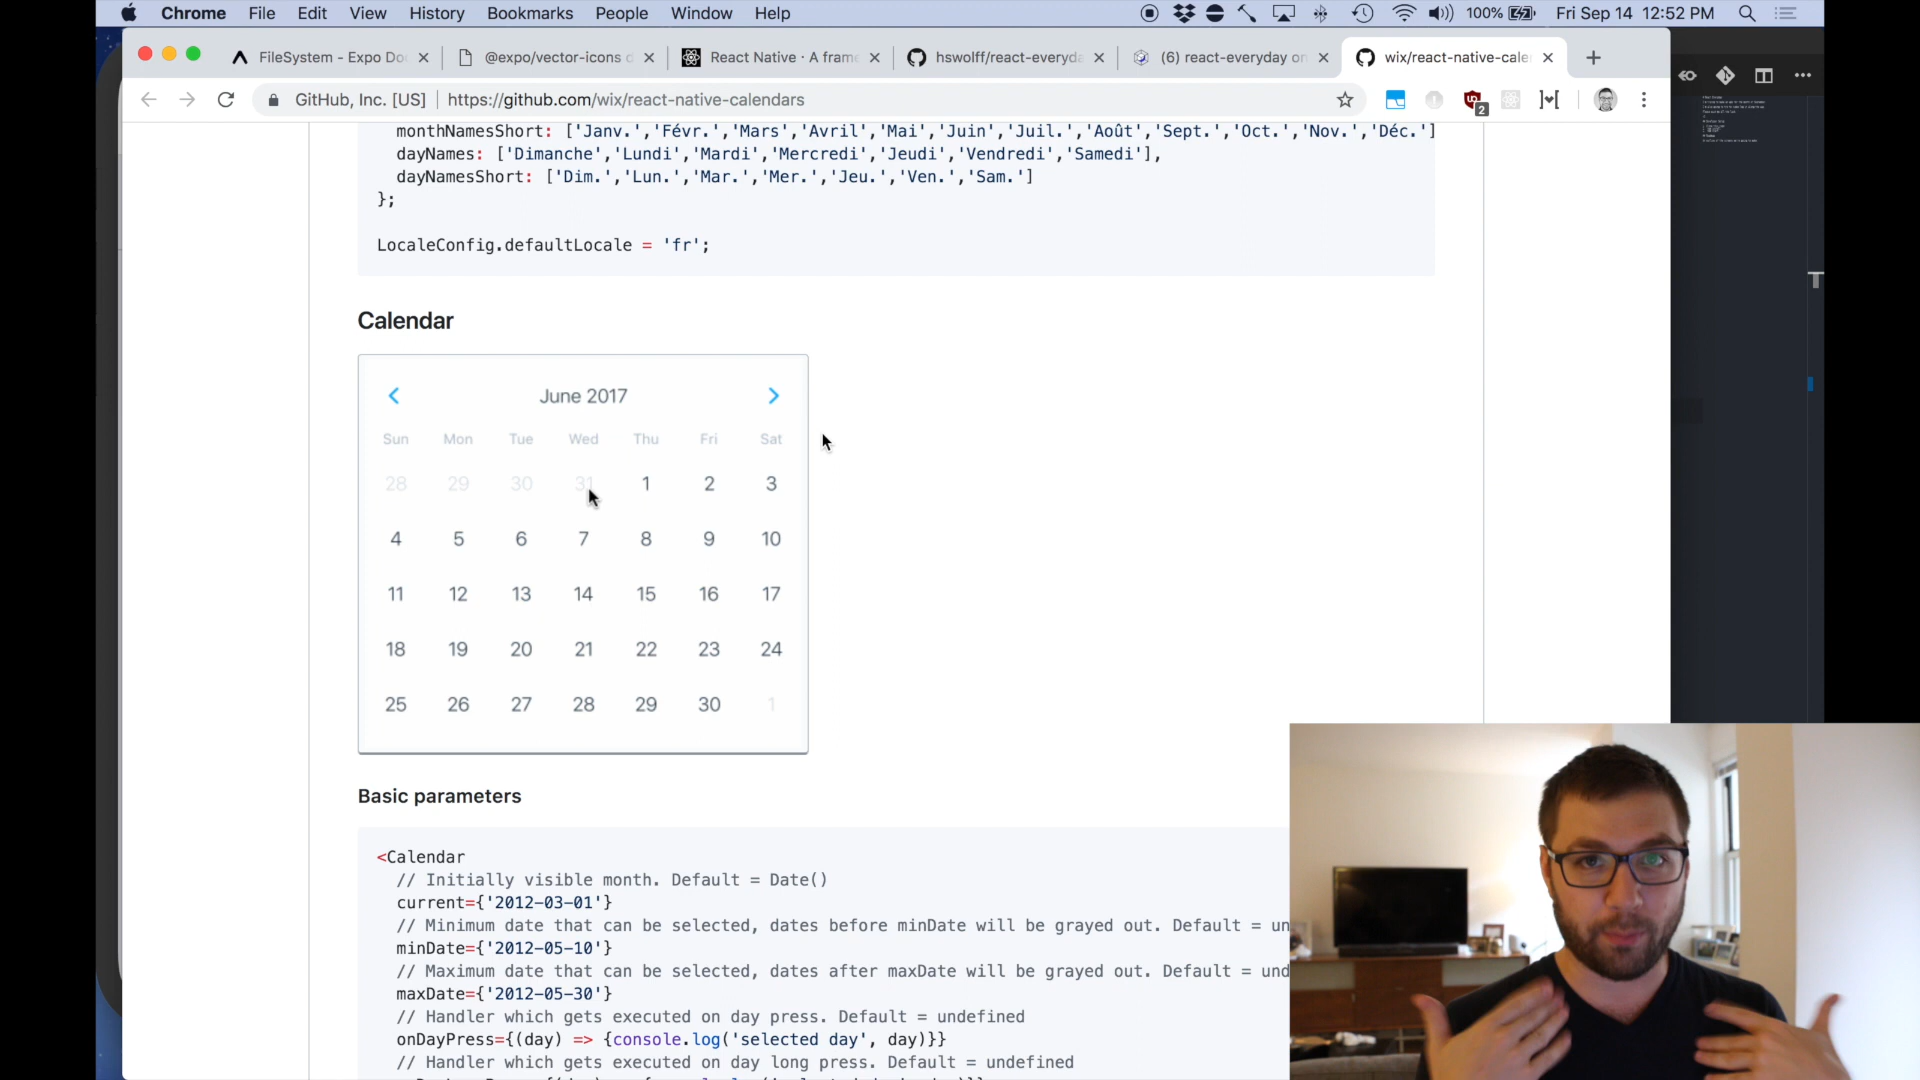 Chrome File Edit View History Bookmarks People Window Help 100% Fri Sep 14 12:52 PM
FileSystem - Expo Do @expo/vector-icons d React Native · A frame hswolff/react-everyda (6) react-everyday on wix/react-native-cale
GitHub, Inc. [US] https://github.com/wix/react-native-calendars 2
monthNamesShort: ['Janv.','Févr.','Mars','Avril','Mai','Juin','Juil.','Août','Sept.','Oct.','Nov.','Déc.']
dayNames: ['Dimanche','Lundi','Mardi','Mercredi','Jeudi','Vendredi','Samedi'],
dayNamesShort: ['Dim.','Lun.','Mar.','Mer.','Jeu.','Ven.','Sam.']
};
LocaleConfig.defaultLocale = 'fr';
Calendar
June 2017
Sun Mon Tue Wed Thu Fri Sat
28 29 30 31 1 2 3
4 5 6 7 8 9 10
11 12 13 14 15 16 17
18 19 20 21 22 23 24
25 26 27 28 29 30 1
Basic parameters
<Calendar
// Initially visible month. Default = Date()
current={'2012-03-01'}
// Minimum date that can be selected, dates before minDate will be grayed out. Default = un
minDate={'2012-05-10'}
// Maximum date that can be selected, dates after maxDate will be grayed out. Default = und
maxDate={'2012-05-30'}
// Handler which gets executed on day press. Default = undefined
onDayPress={(day) => {console.log('selected day', day)}}
// Handler which gets executed on day long press. Default = undefined